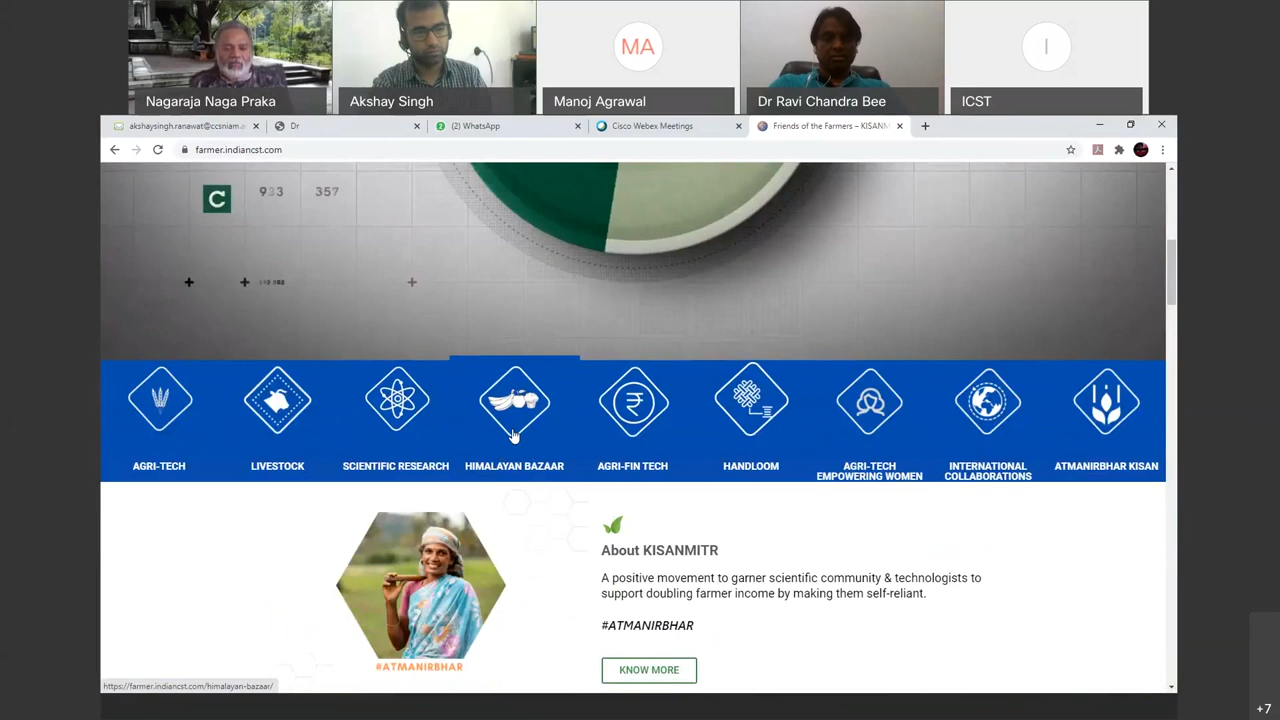 MA
I
Nagaraja Naga Praka
Akshay Singh
Manoj Agrawal
Dr Ravi Chandra Bee
ICST
akshaysingh.ranawat@ccsniam.a
Dr
(2) WhatsApp
Cisco Webex Meetings
Friends of the Farmers – KISANM
farmer.indiancst.com
C
933
357
AGRI-TECH
LIVESTOCK
SCIENTIFIC RESEARCH
HIMALAYAN BAZAAR
AGRI-FIN TECH
HANDLOOM
AGRI-TECH
EMPOWERING WOMEN
INTERNATIONAL
COLLABORATIONS
ATMANIRBHAR KISAN
About KISANMITR
A positive movement to garner scientific community & technologists to
support doubling farmer income by making them self-reliant.
#ATMANIRBHAR
#ATMANIRBHAR
KNOW MORE
https://farmer.indiancst.com/himalayan-bazaar/
+7